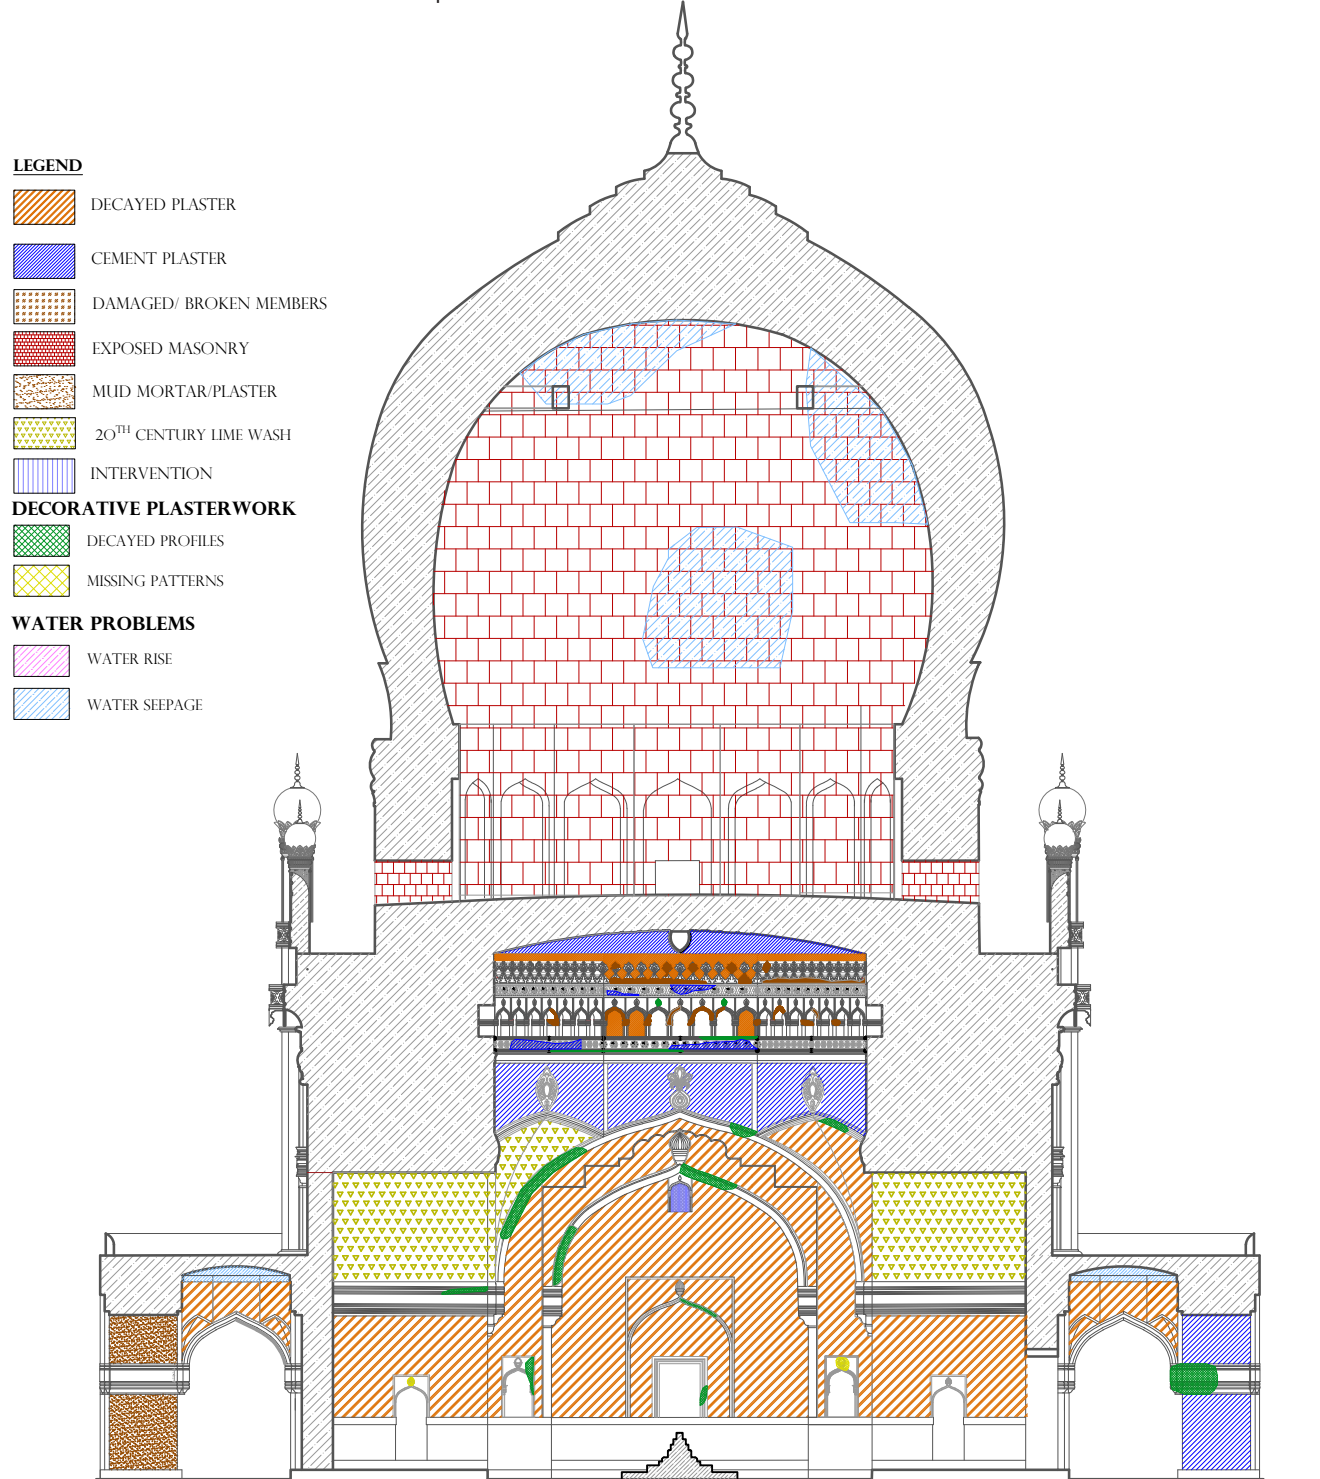 LEGEND
DECAYED PLASTER
CEMENT PLASTER
DAMAGED/ BROKEN MEMBERS
EXPOSED MASONRY
MUD MORTAR/PLASTER
20TH CENTURY LIME WASH
INTERVENTION
DECORATIVE PLASTERWORK
DECAYED PROFILES
MISSING PATTERNS
WATER PROBLEMS
WATER RISE
WATER SEEPAGE